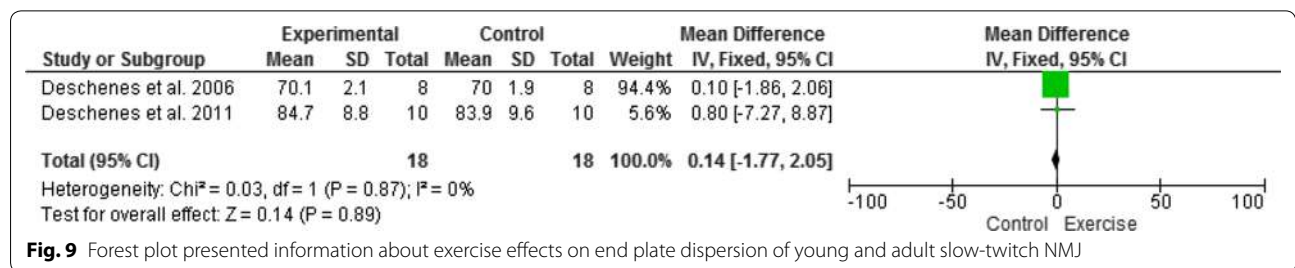 Experimental Control Mean Difference Mean Difference
Study or Subgroup Mean SD Total Mean SD Total Weight IV, Fixed, 95% CI IV, Fixed, 95% CI
Deschenes et al. 2006 70.1 2.1 8 70 1.9 8 94.4% 0.10 [-1.86, 2.06]
Deschenes et al. 2011 84.7 8.8 10 83.9 9.6 10 5.6% 0.80 [-7.27, 8.87]
Total (95% CI) 18 18 100.0% 0.14 [-1.77, 2.05]
Heterogeneity: Chi² = 0.03, df = 1 (P = 0.87); I² = 0%
Test for overall effect: Z = 0.14 (P = 0.89)
-100 -50 0 50 100
Control Exercise
Fig. 9 Forest plot presented information about exercise effects on end plate dispersion of young and adult slow-twitch NMJ